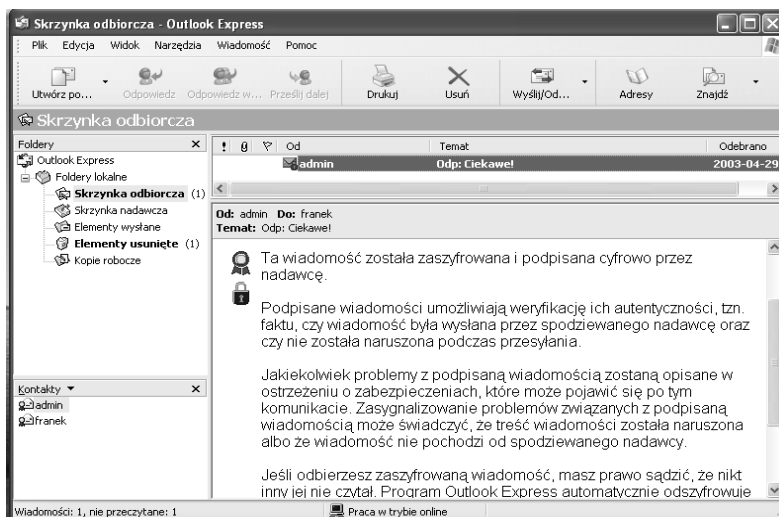 Skrzynka odbiorcza - Outlook Express
Plik Edycja Widok Narzędzia Wiadomość Pomoc
Utwórz po... Odpowiedz Odpowiedz w... Prześlij dalej Drukuj Usuń Wyślij/Od... Adresy Znajdź
Skrzynka odbiorcza
Foldery
Outlook Express
Foldery lokalne
Skrzynka odbiorcza (1)
Skrzynka nadawcza
Elementy wysłane
Elementy usunięte (1)
Kopie robocze
Kontakty
admin
franek
! Od Temat Odebrano
admin Odp: Ciekawe! 2003-04-29
Od: admin Do: franek
Temat: Odp: Ciekawe!
Ta wiadomość została zaszyfrowana i podpisana cyfrowo przez
nadawcę.
Podpisane wiadomości umożliwiają weryfikację ich autentyczności, tzn.
faktu, czy wiadomość była wysłana przez spodziewanego nadawcę oraz
czy nie została naruszona podczas przesyłania.
Jakiekolwiek problemy z podpisaną wiadomością zostaną opisane w
ostrzeżeniu o zabezpieczeniach, które może pojawić się po tym
komunikacie. Zasygnalizowanie problemów związanych z podpisaną
wiadomością może świadczyć, że treść wiadomości została naruszona
albo że wiadomość nie pochodzi od spodziewanego nadawcy.
Jeśli odbierzesz zaszyfrowaną wiadomość, masz prawo sądzić, że nikt
inny jej nie czytał. Program Outlook Express automatycznie odszyfrowuje
Wiadomości: 1, nie przeczytane: 1 Praca w trybie online